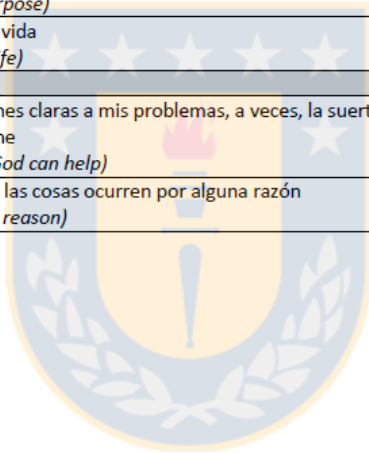 rpose)
vida
fe)
nes claras a mis problemas, a veces, la suert
ne
God can help)
las cosas ocurren por alguna razón
reason)